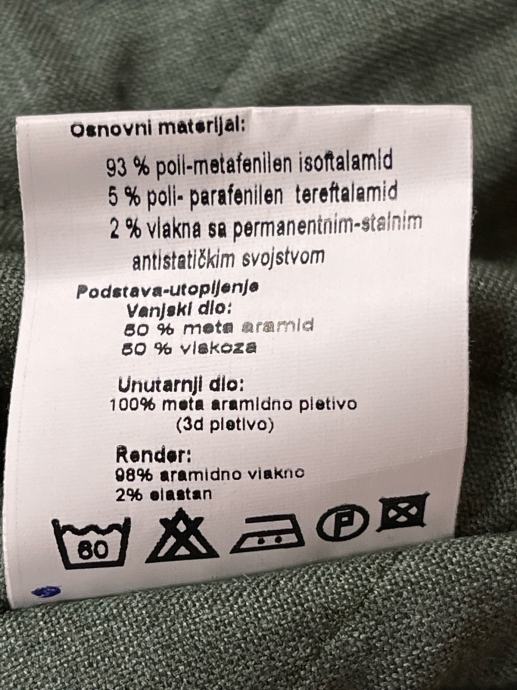 Osnovni materijal:
93 % poli-metafenilen isoftalamid
5 % poli- parafenilen tereftalamid
2 % vlakna sa permanentnim-stalnim
antistatičkim svojstvom
Podstava-utopljenje
Vanjski dio:
50 % meta aramid
50 % viskoza
Unutarnji dio:
100% meta aramidno pletivo
(3d pletivo)
Render:
98% aramidno vlakno
2% elastan
60
P